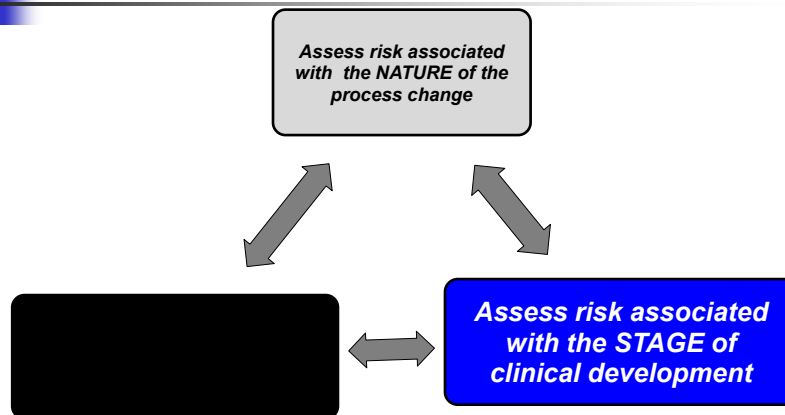 Assess risk associated
with the NATURE of the
process change
Assess risk associated
with the STAGE of
clinical development